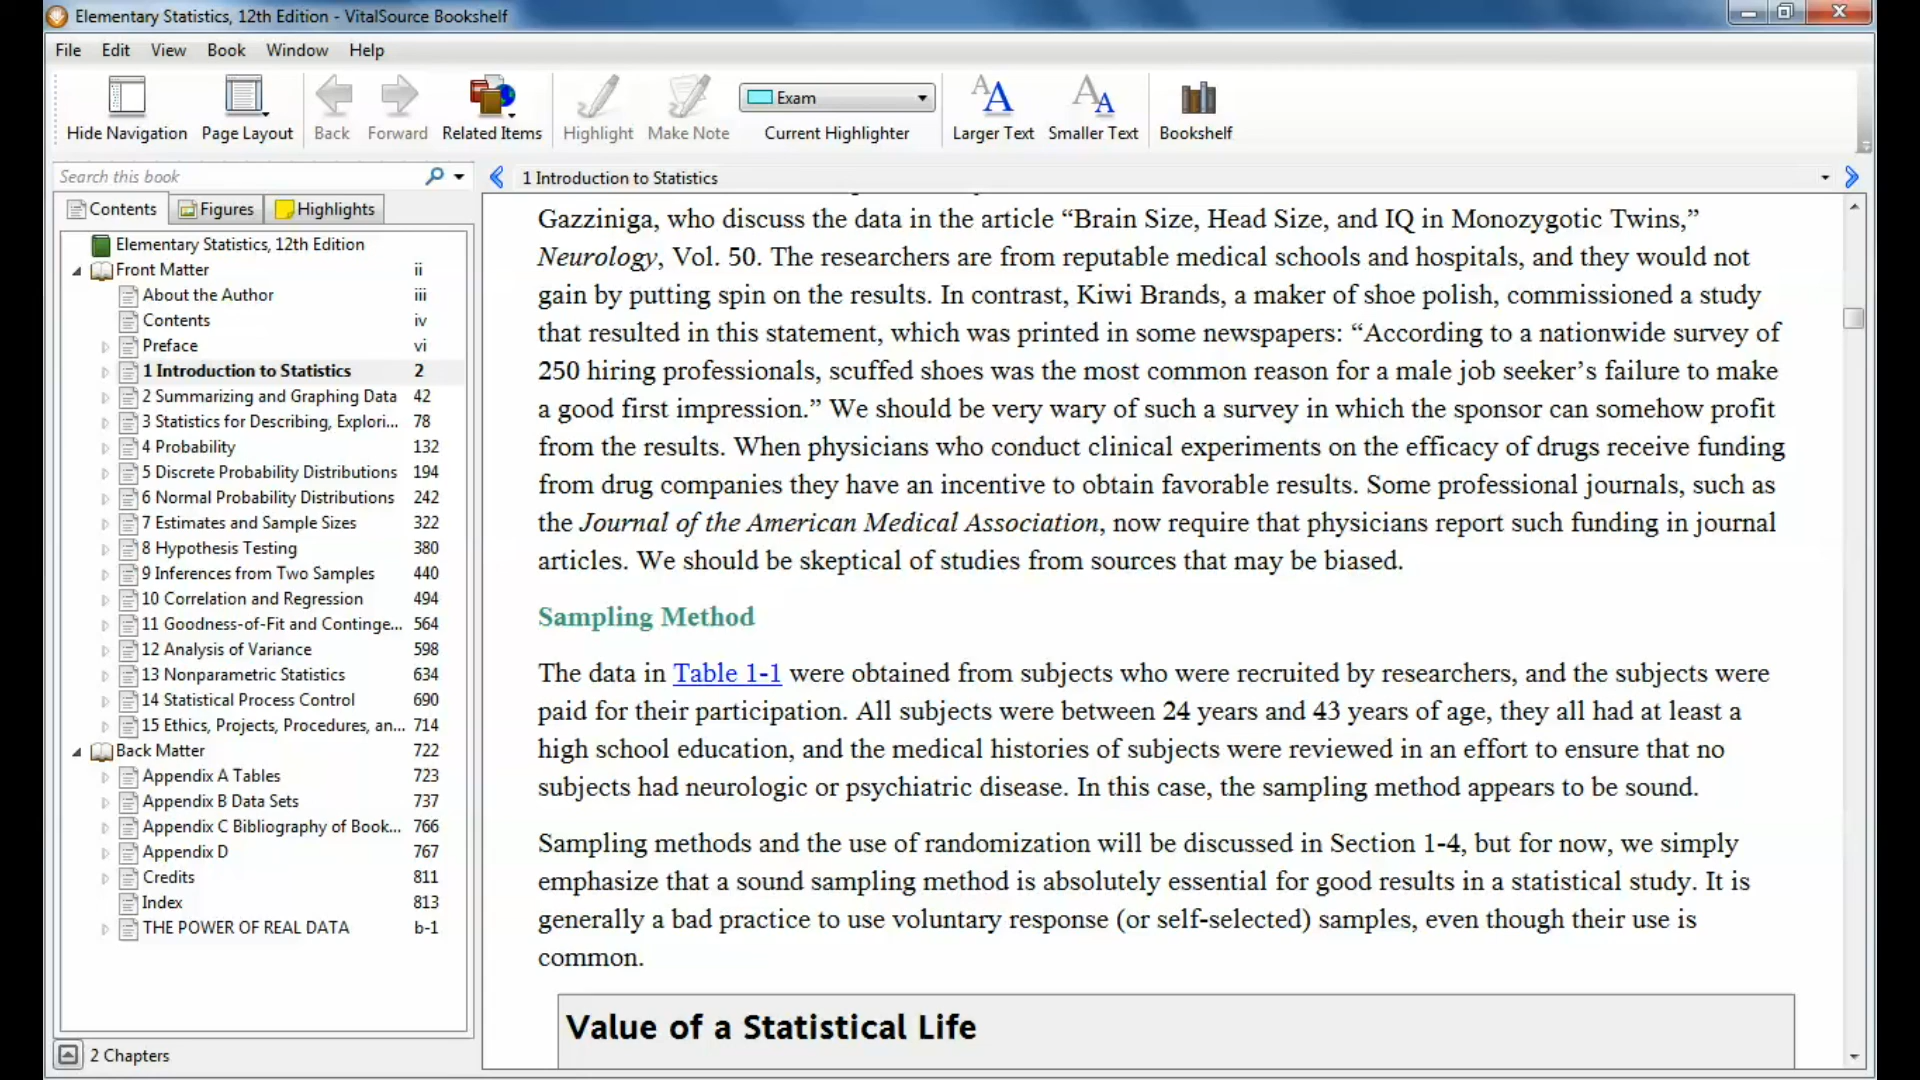 Elementary Statistics, 12th Edition - VitalSource Bookshelf
File Edit View Book Window Help
Hide Navigation Page Layout Back Forward Related Items Highlight Make Note Exam Current Highlighter Larger Text Smaller Text Bookshelf
Search this book
Contents Figures Highlights
Elementary Statistics, 12th Edition
Front Matter ii
About the Author iii
Contents iv
Preface vi
1 Introduction to Statistics 2
2 Summarizing and Graphing Data 42
3 Statistics for Describing, Explori... 78
4 Probability 132
5 Discrete Probability Distributions 194
6 Normal Probability Distributions 242
7 Estimates and Sample Sizes 322
8 Hypothesis Testing 380
9 Inferences from Two Samples 440
10 Correlation and Regression 494
11 Goodness-of-Fit and Continge... 564
12 Analysis of Variance 598
13 Nonparametric Statistics 634
14 Statistical Process Control 690
15 Ethics, Projects, Procedures, an... 714
Back Matter 722
Appendix A Tables 723
Appendix B Data Sets 737
Appendix C Bibliography of Book... 766
Appendix D 767
Credits 811
Index 813
THE POWER OF REAL DATA b-1
2 Chapters
1 Introduction to Statistics
Gazziniga, who discuss the data in the article “Brain Size, Head Size, and IQ in Monozygotic Twins,”
Neurology, Vol. 50. The researchers are from reputable medical schools and hospitals, and they would not
gain by putting spin on the results. In contrast, Kiwi Brands, a maker of shoe polish, commissioned a study
that resulted in this statement, which was printed in some newspapers: “According to a nationwide survey of
250 hiring professionals, scuffed shoes was the most common reason for a male job seeker’s failure to make
a good first impression.” We should be very wary of such a survey in which the sponsor can somehow profit
from the results. When physicians who conduct clinical experiments on the efficacy of drugs receive funding
from drug companies they have an incentive to obtain favorable results. Some professional journals, such as
the Journal of the American Medical Association, now require that physicians report such funding in journal
articles. We should be skeptical of studies from sources that may be biased.
Sampling Method
The data in Table 1-1 were obtained from subjects who were recruited by researchers, and the subjects were
paid for their participation. All subjects were between 24 years and 43 years of age, they all had at least a
high school education, and the medical histories of subjects were reviewed in an effort to ensure that no
subjects had neurologic or psychiatric disease. In this case, the sampling method appears to be sound.
Sampling methods and the use of randomization will be discussed in Section 1-4, but for now, we simply
emphasize that a sound sampling method is absolutely essential for good results in a statistical study. It is
generally a bad practice to use voluntary response (or self-selected) samples, even though their use is
common.
Value of a Statistical Life